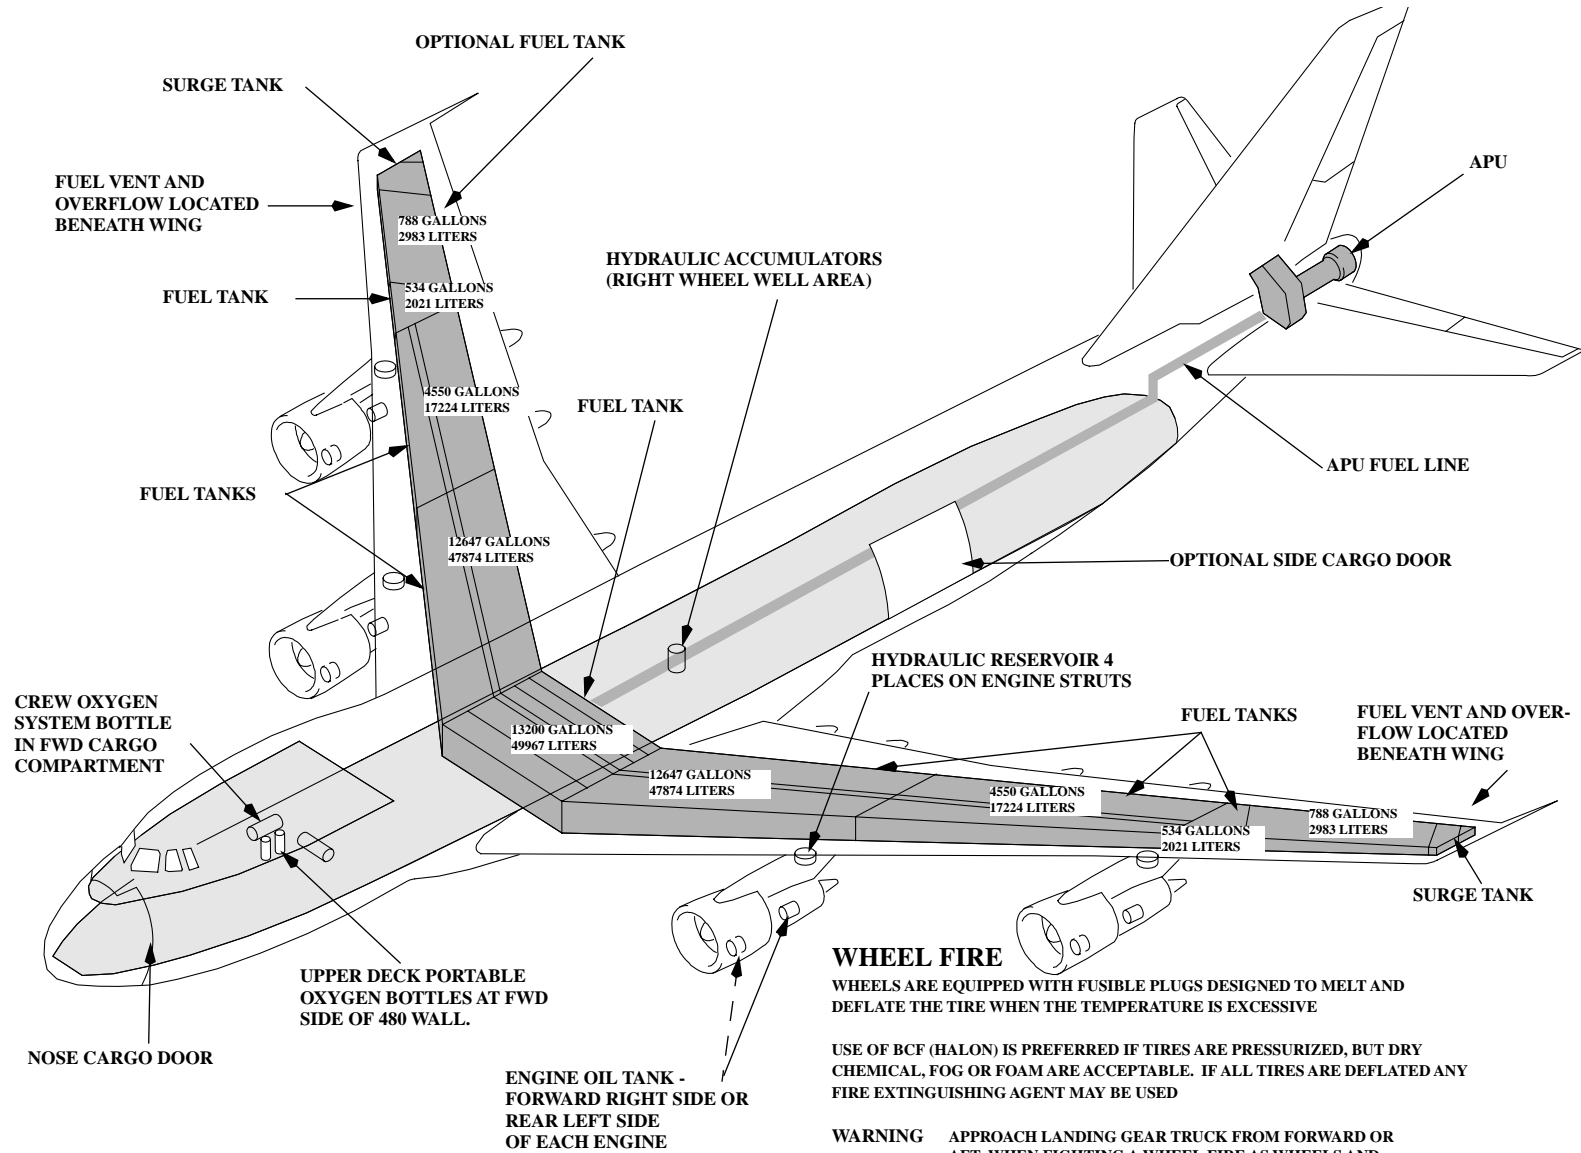 OPTIONAL FUEL TANK
SURGE TANK
FUEL VENT AND
OVERFLOW LOCATED
BENEATH WING
APU
788 GALLONS
2983 LITERS
HYDRAULIC ACCUMULATORS
(RIGHT WHEEL WELL AREA)
FUEL TANK
534 GALLONS
2021 LITERS
4550 GALLONS
17224 LITERS
FUEL TANK
APU FUEL LINE
FUEL TANKS
12647 GALLONS
47874 LITERS
OPTIONAL SIDE CARGO DOOR
HYDRAULIC RESERVOIR 4
PLACES ON ENGINE STRUTS
CREW OXYGEN
SYSTEM BOTTLE
IN FWD CARGO
COMPARTMENT
FUEL TANKS
FUEL VENT AND OVER-
FLOW LOCATED
BENEATH WING
13200 GALLONS
49967 LITERS
12647 GALLONS
47874 LITERS
4550 GALLONS
17224 LITERS
788 GALLONS
2983 LITERS
534 GALLONS
2021 LITERS
SURGE TANK
UPPER DECK PORTABLE
OXYGEN BOTTLES AT FWD
SIDE OF 480 WALL.
NOSE CARGO DOOR
ENGINE OIL TANK -
FORWARD RIGHT SIDE OR
REAR LEFT SIDE
OF EACH ENGINE
WHEEL FIRE
WHEELS ARE EQUIPPED WITH FUSIBLE PLUGS DESIGNED TO MELT AND
DEFLATE THE TIRE WHEN THE TEMPERATURE IS EXCESSIVE
USE OF BCF (HALON) IS PREFERRED IF TIRES ARE PRESSURIZED, BUT DRY
CHEMICAL, FOG OR FOAM ARE ACCEPTABLE. IF ALL TIRES ARE DEFLATED ANY
FIRE EXTINGUISHING AGENT MAY BE USED
WARNING APPROACH LANDING GEAR TRUCK FROM FORWARD OR
AFT, WHEN FIGHTING A WHEEL FIRE AS WHEELS AND